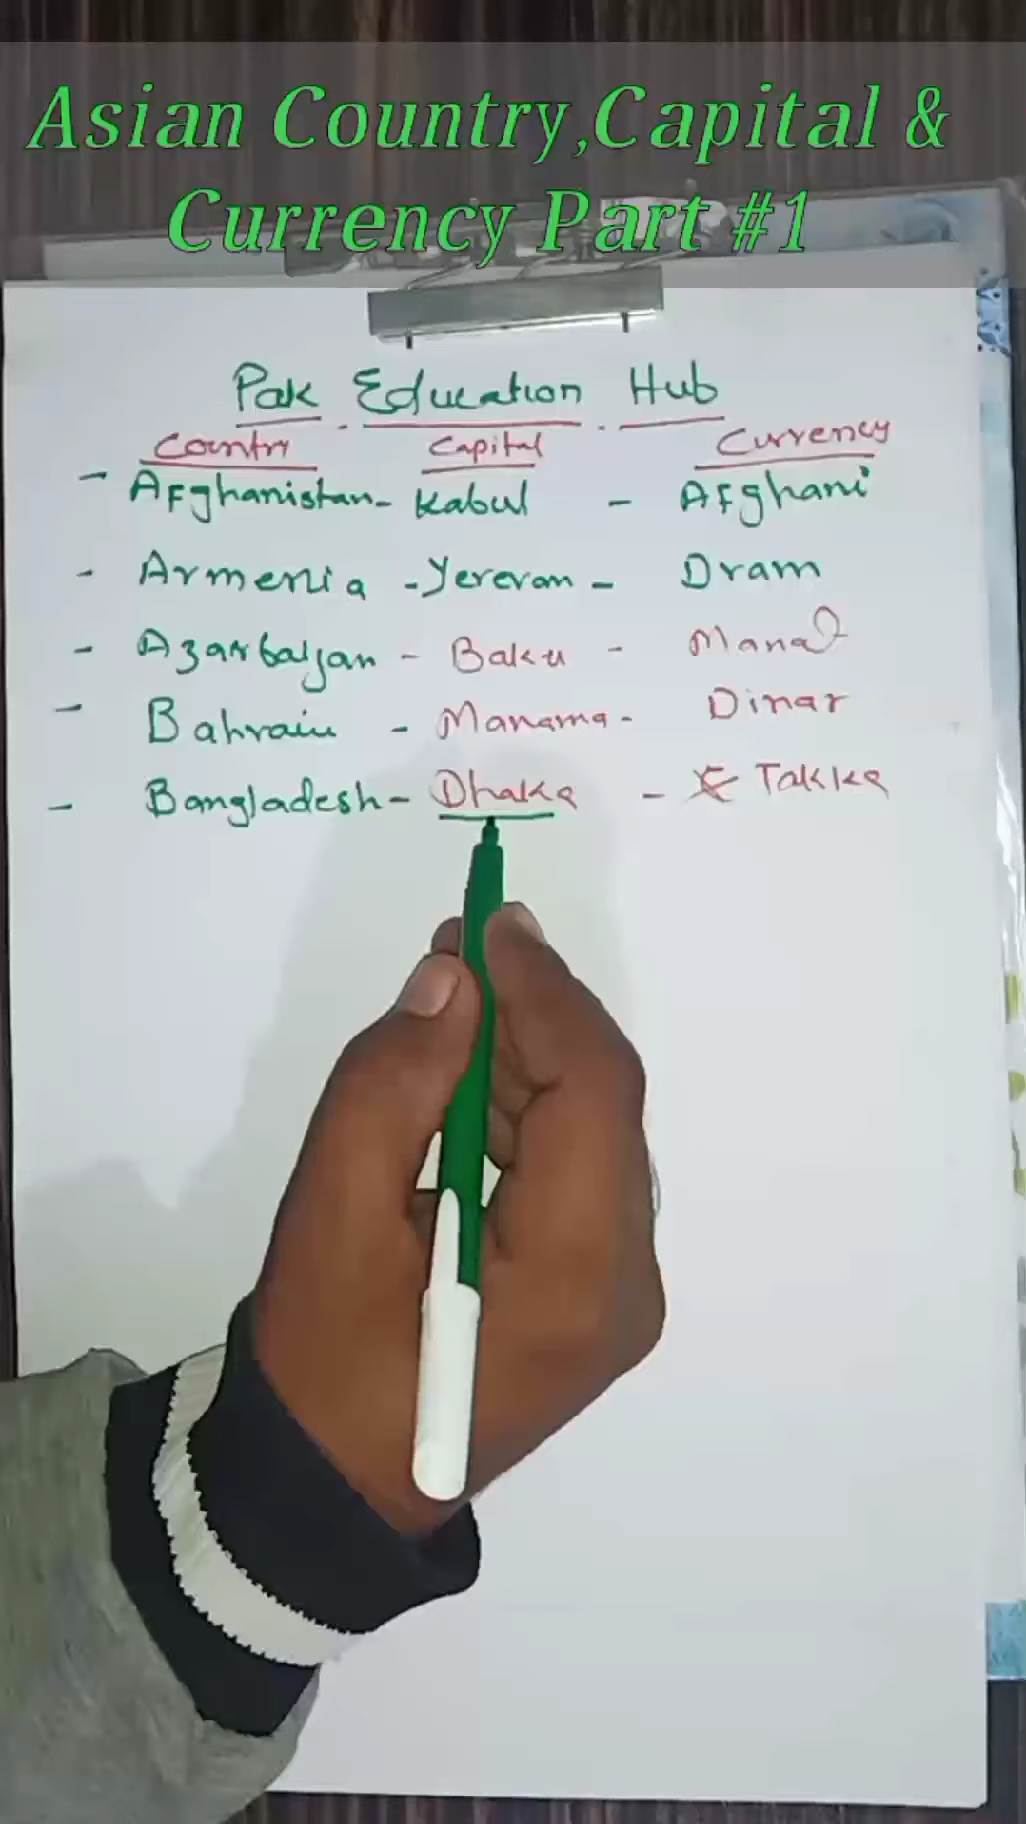 Asian Country,Capital &
Currency Part #1
Pak Education Hub
Country Capital Currency
- Afghanistan - Kabul - Afghani
- Armenia - Yerevan - Dram
- Azarbaijan - Baku - Manat
- Bahrain - Manama - Dinar
- Bangladesh - Dhaka - Takka